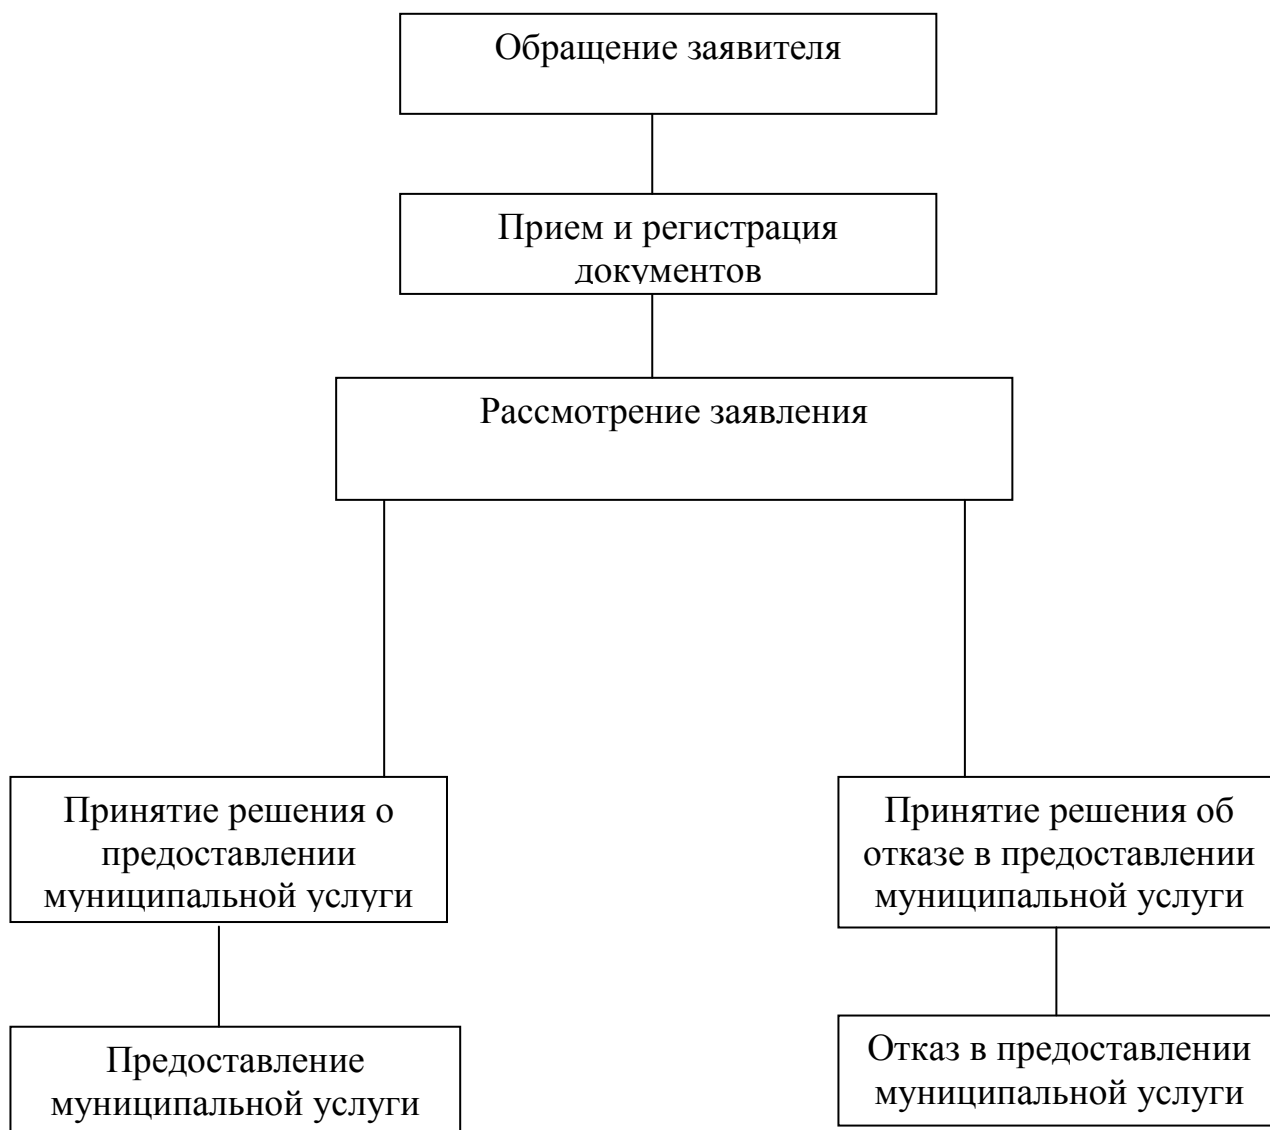 Обращение заявителя
Прием и регистрация
документов
Рассмотрение заявления
Принятие решения о
предоставлении
муниципальной услуги
Принятие решения об
отказе в предоставлении
муниципальной услуги
Предоставление
муниципальной услуги
Отказ в предоставлении
муниципальной услуги